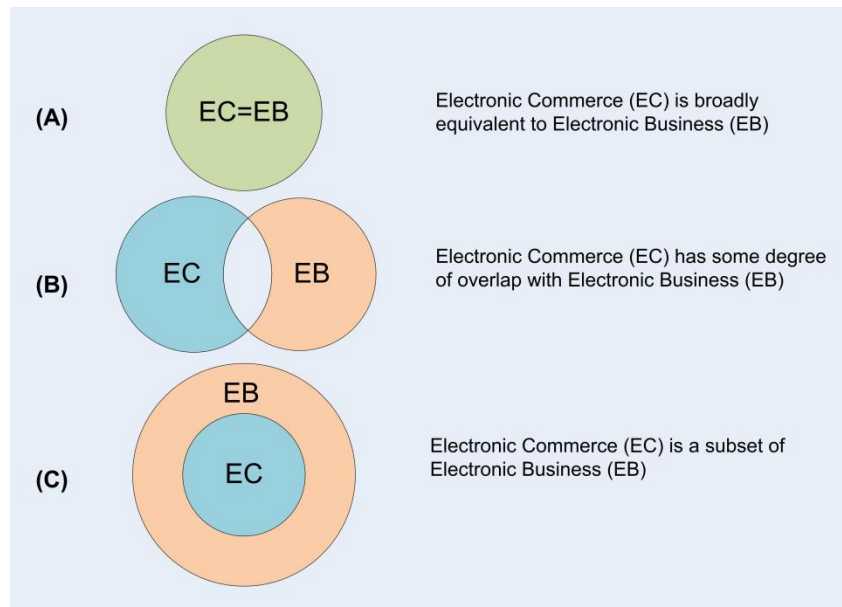 (A)
EC=EB
Electronic Commerce (EC) is broadly
equivalent to Electronic Business (EB)
(B)
EC
EB
Electronic Commerce (EC) has some degree
of overlap with Electronic Business (EB)
(C)
EB
EC
Electronic Commerce (EC) is a subset of
Electronic Business (EB)